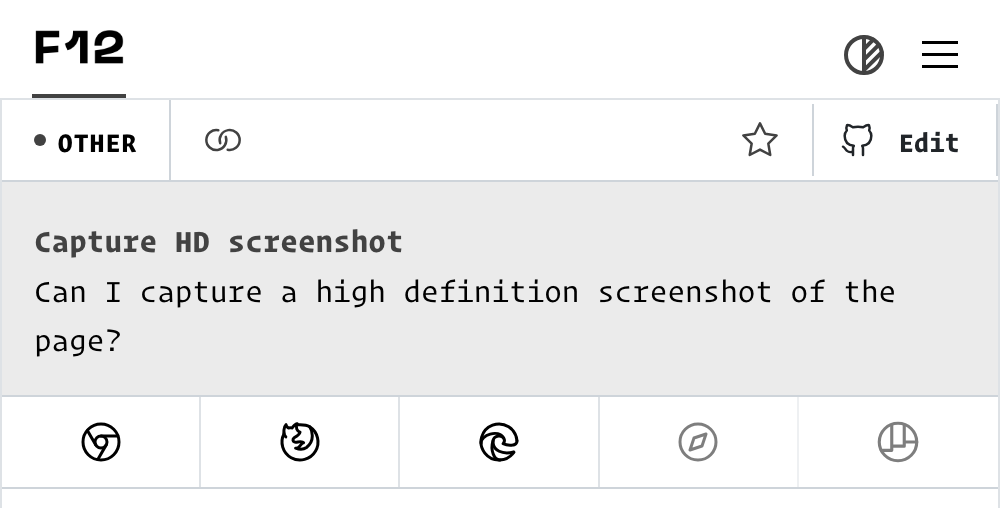 F12
OTHER
Edit
Capture HD screenshot
Can I capture a high definition screenshot of the
page?